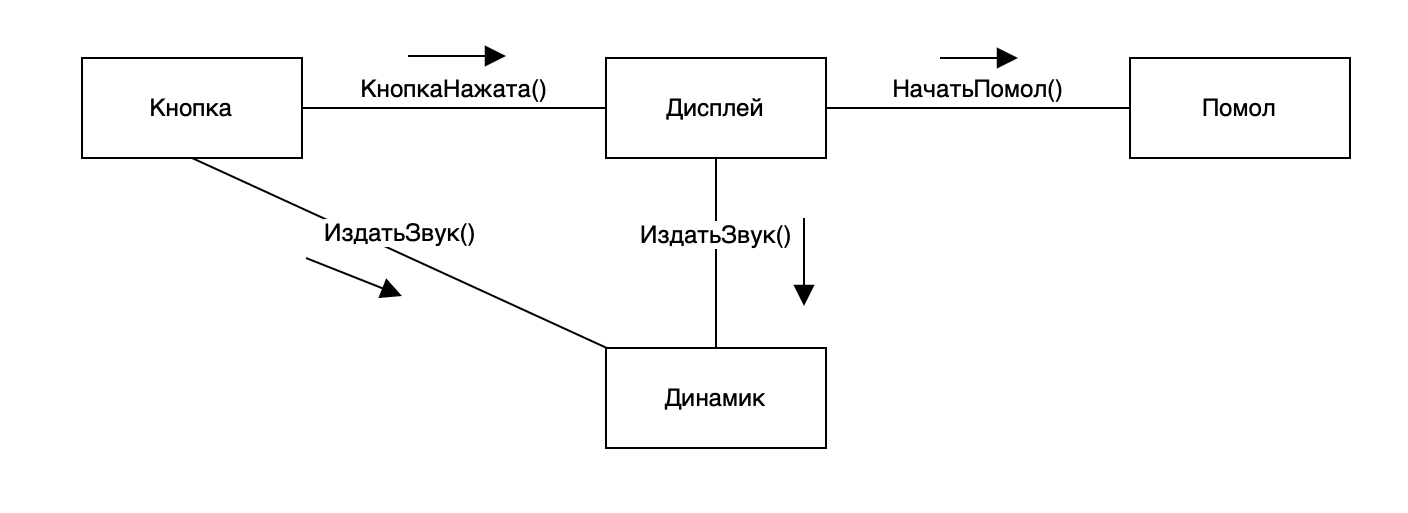 КнопкаНажата()
НачатьПомол()
Кнопка
Дисплей
Помол
ИздатьЗвук()
ИздатьЗвук()
Динамик